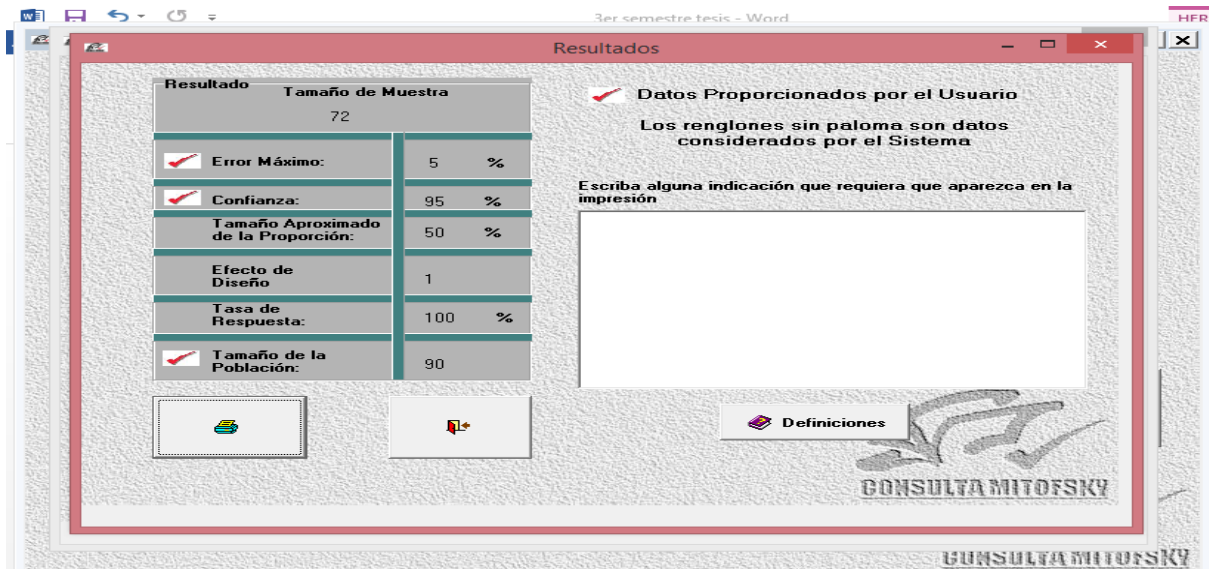 3er semestre tesis - Word
HER
Resultados
Resultado
Tamaño de Muestra
72
Error Máximo:
5 %
Confianza:
95 %
Tamaño Aproximado
de la Proporción:
50 %
Efecto de
Diseño
1
Tasa de
Respuesta:
100 %
Tamaño de la
Población:
90
Datos Proporcionados por el Usuario
Los renglones sin paloma son datos
considerados por el Sistema
Escriba alguna indicación que requiera que aparezca en la
impresión
Definiciones
CONSULTA MITOFSKY
CONSULTA MITOFSKY